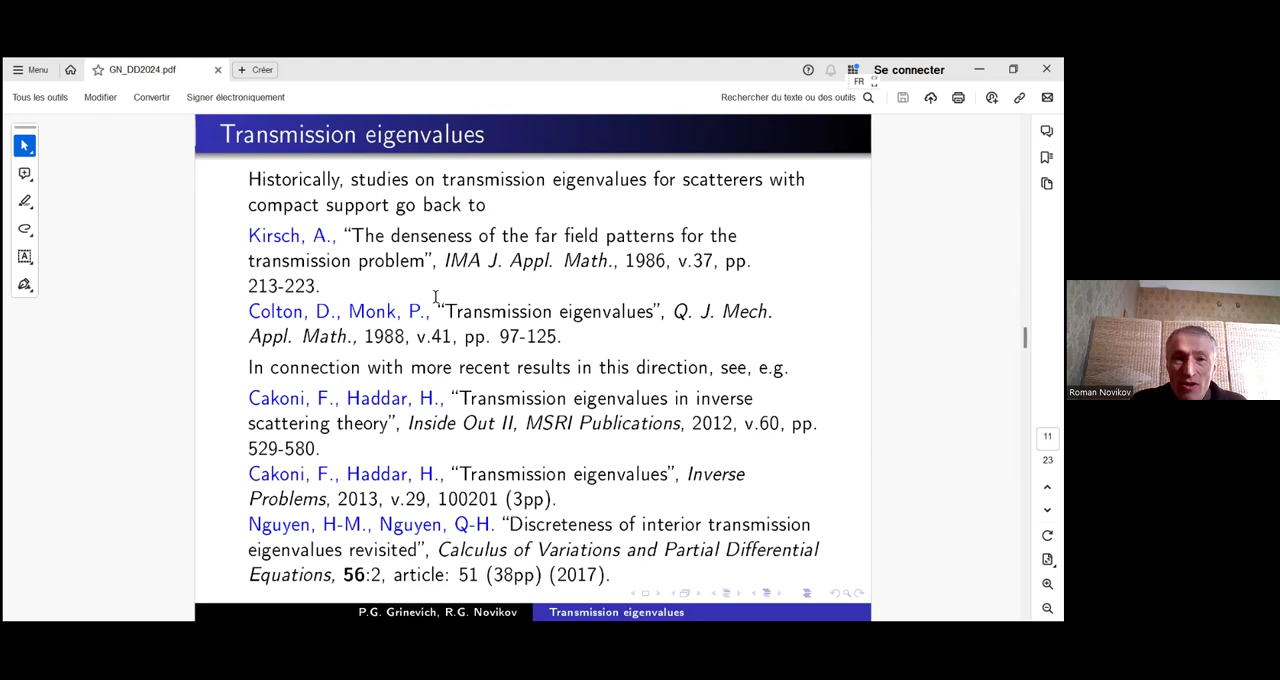 Menu
GN_DD2024.pdf
+ Créer
Se connecter
FR
Tous les outils
Modifier
Convertir
Signer électroniquement
Rechercher du texte ou des outils
Transmission eigenvalues
Historically, studies on transmission eigenvalues for scatterers with
compact support go back to
Kirsch, A., “The denseness of the far field patterns for the
transmission problem”, IMA J. Appl. Math., 1986, v.37, pp.
213-223.
Colton, D., Monk, P., “Transmission eigenvalues”, Q. J. Mech.
Appl. Math., 1988, v.41, pp. 97-125.
In connection with more recent results in this direction, see, e.g.
Cakoni, F., Haddar, H., “Transmission eigenvalues in inverse
scattering theory”, Inside Out II, MSRI Publications, 2012, v.60, pp.
529-580.
Cakoni, F., Haddar, H., “Transmission eigenvalues”, Inverse
Problems, 2013, v.29, 100201 (3pp).
Nguyen, H-M., Nguyen, Q-H. “Discreteness of interior transmission
eigenvalues revisited”, Calculus of Variations and Partial Differential
Equations, 56:2, article: 51 (38pp) (2017).
P.G. Grinevich, R.G. Novikov
Transmission eigenvalues
11
23
Roman Novikov